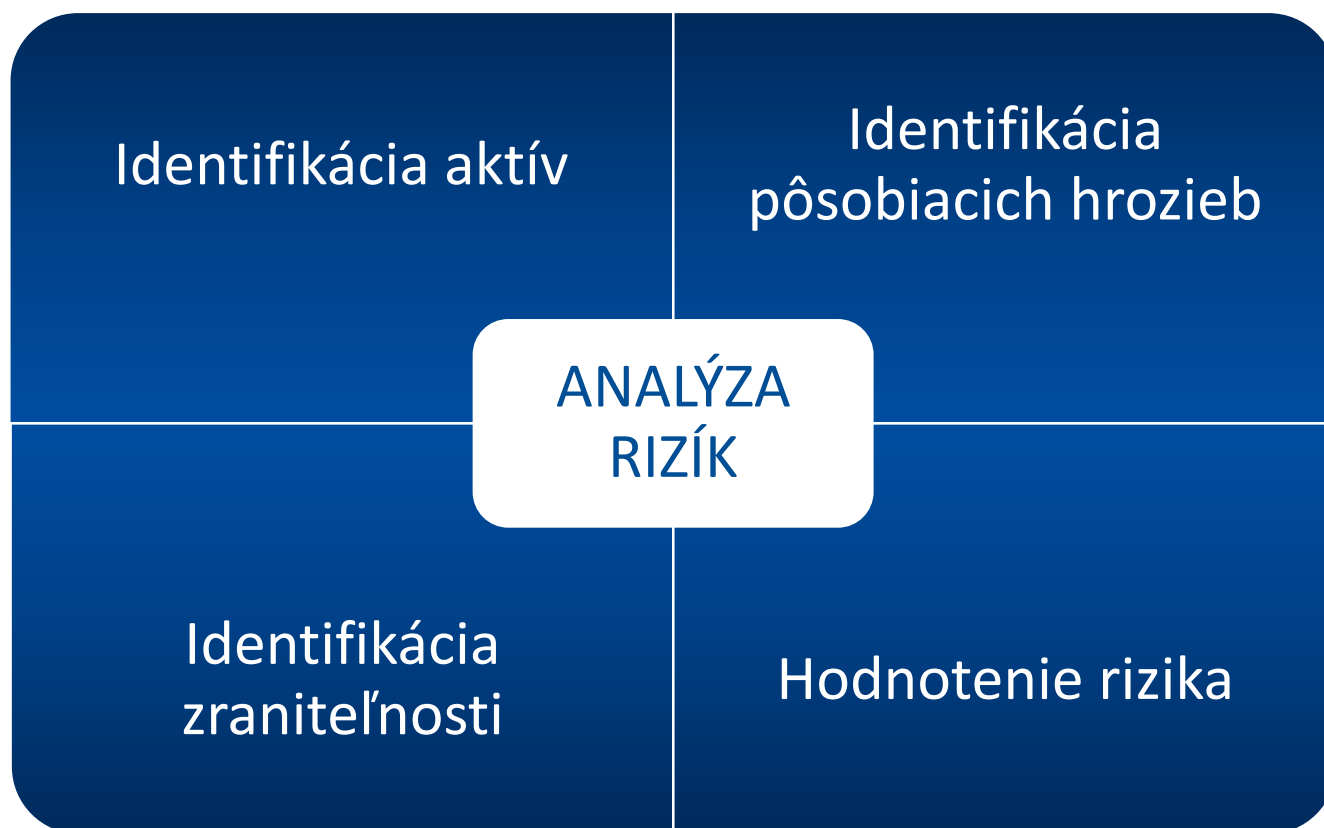 Identifikácia aktív
Identifikácia
pôsobiacich hrozieb
ANALÝZA
RIZÍK
Identifikácia
zraniteľnosti
Hodnotenie rizika